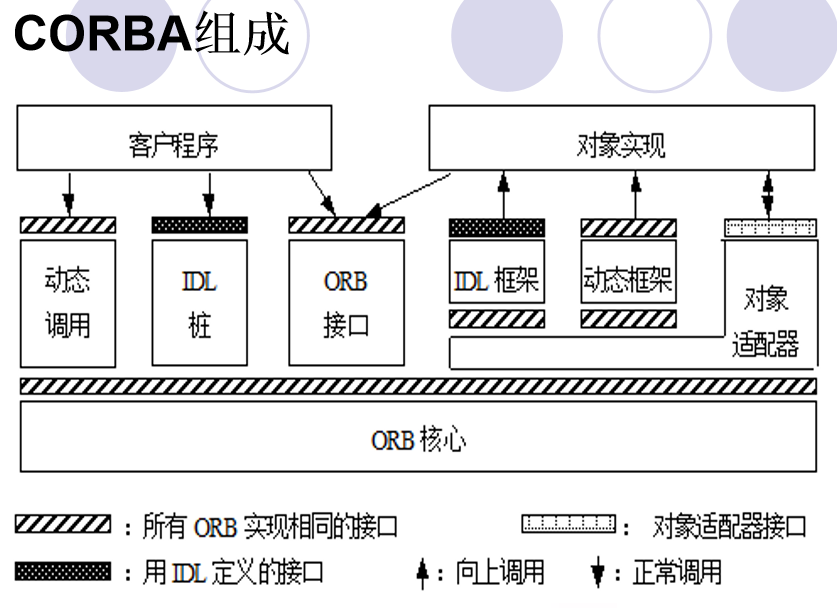 CORBA组成
客户程序
对象实现
动态
调用
IDL
桩
ORB
接口
IDL 框架
动态框架
对象
适配器
ORB 核心
：所有 ORB 实现相同的接口
：对象适配器接口
：用 IDL 定义的接口
：向上调用
：正常调用